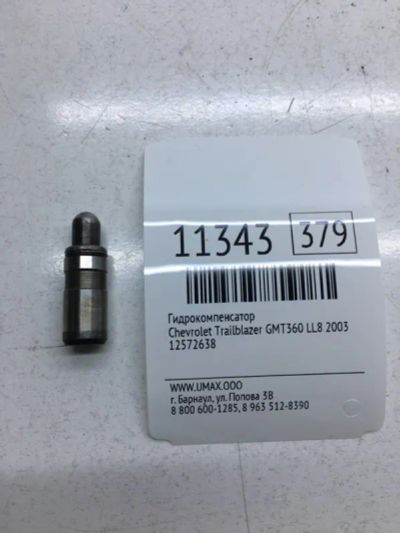 11343 379
Гидрокомпенсатор
Chevrolet Trailblazer GMT360 LL8 2003
12572638
WWW.UMAX.OOO
г. Барнаул, ул. Попова 3В
8 800 600-1285, 8 963 512-8390